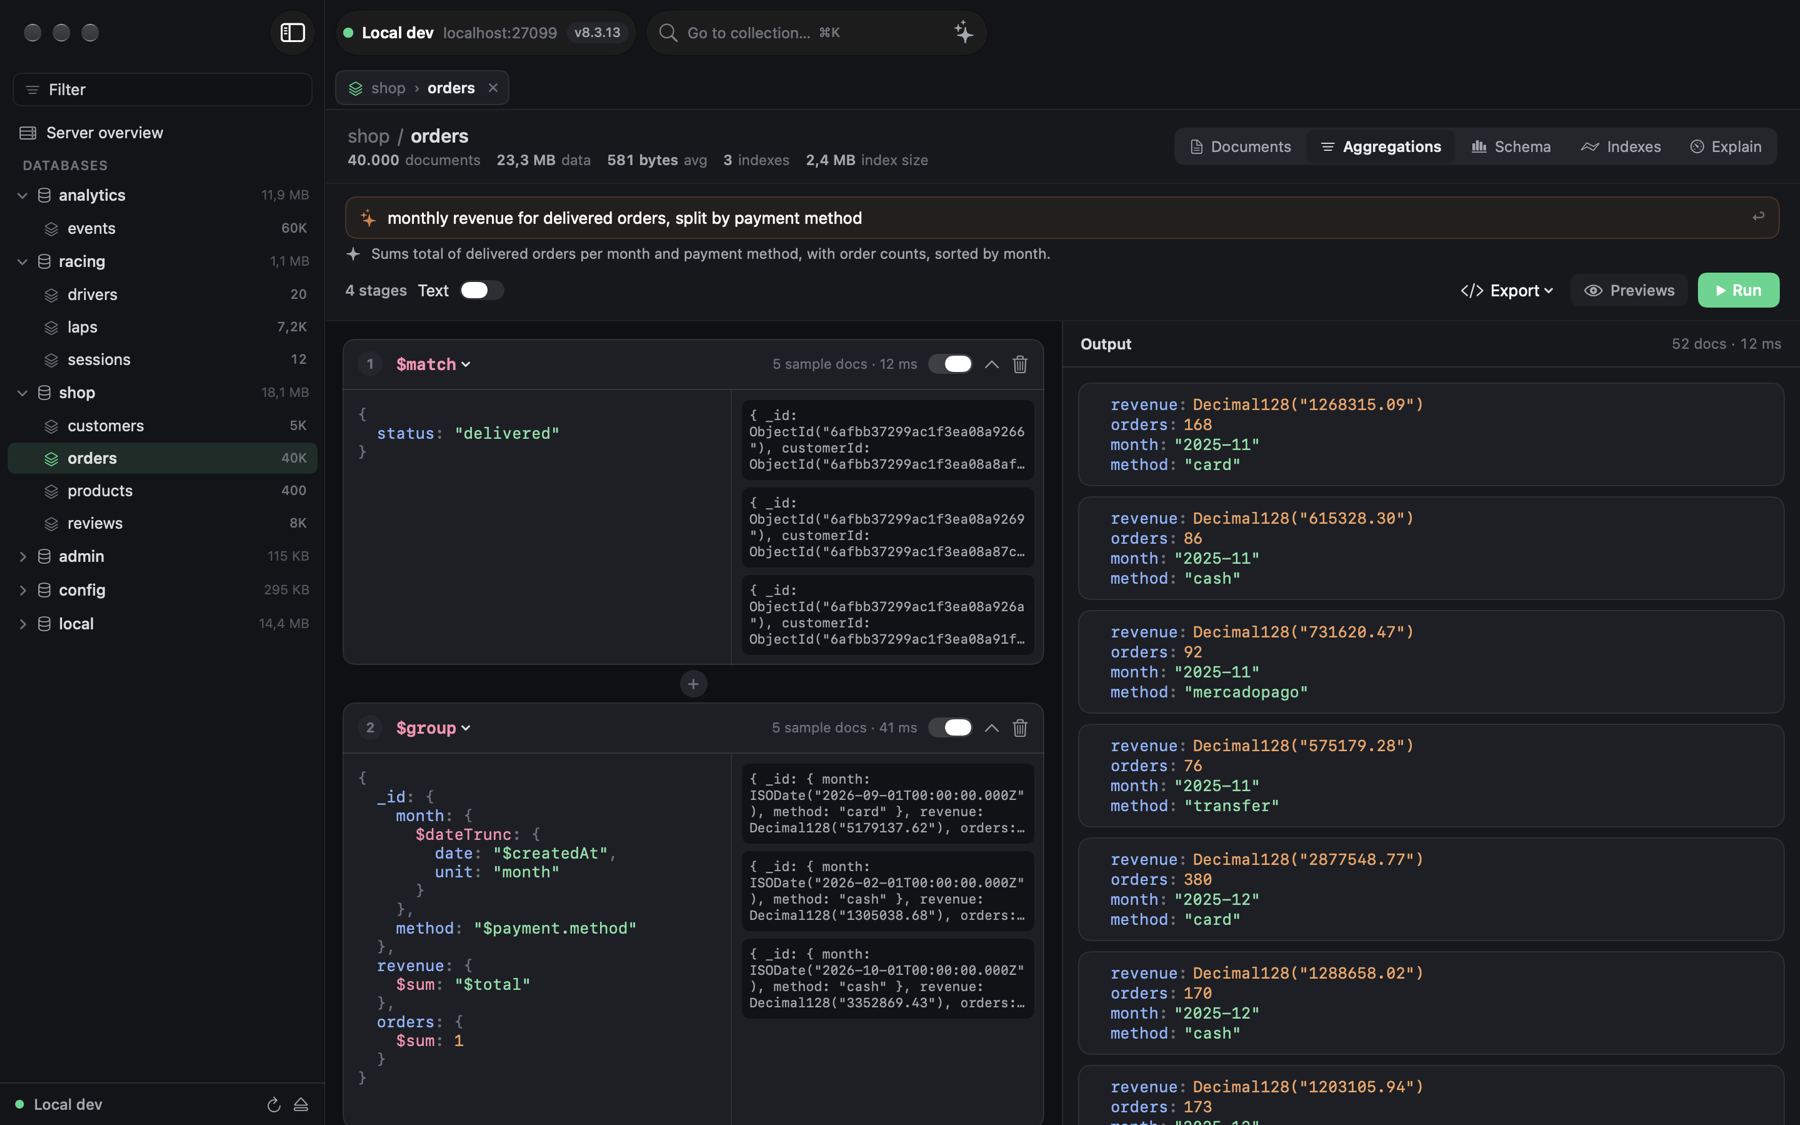 Local dev localhost:27099 v8.3.13
Go to collection... ⌘K
Filter
shop › orders ×
Server overview
DATABASES
analytics 11,9 MB
events 60K
racing 1,1 MB
drivers 20
laps 7,2K
sessions 12
shop 18,1 MB
customers 5K
orders 40K
products 400
reviews 8K
admin 115 KB
config 295 KB
local 14,4 MB
Local dev
shop / orders
40.000 documents 23,3 MB data 581 bytes avg 3 indexes 2,4 MB index size
Documents Aggregations Schema Indexes Explain
monthly revenue for delivered orders, split by payment method
Sums total of delivered orders per month and payment method, with order counts, sorted by month.
4 stages Text
</> Export Previews Run
1 $match 5 sample docs · 12 ms
{
status: "delivered"
}
{ _id:
ObjectId("6afbb37299ac1f3ea08a9266
"), customerId:
ObjectId("6afbb37299ac1f3ea08a8af…
{ _id:
ObjectId("6afbb37299ac1f3ea08a9269
"), customerId:
ObjectId("6afbb37299ac1f3ea08a87c…
{ _id:
ObjectId("6afbb37299ac1f3ea08a926a
"), customerId:
ObjectId("6afbb37299ac1f3ea08a91f…
+
2 $group 5 sample docs · 41 ms
{
_id: {
month: {
$dateTrunc: {
date: "$createdAt",
unit: "month"
}
},
method: "$payment.method"
},
revenue: {
$sum: "$total"
},
orders: {
$sum: 1
}
}
{ _id: { month:
ISODate("2026-09-01T00:00:00.000Z"
), method: "card" }, revenue:
Decimal128("5179137.62"), orders:…
{ _id: { month:
ISODate("2026-02-01T00:00:00.000Z"
), method: "cash" }, revenue:
Decimal128("1305038.68"), orders:…
{ _id: { month:
ISODate("2026-10-01T00:00:00.000Z"
), method: "cash" }, revenue:
Decimal128("3352869.43"), orders:…
Output 52 docs · 12 ms
revenue: Decimal128("1268315.09")
orders: 168
month: "2025-11"
method: "card"
revenue: Decimal128("615328.30")
orders: 86
month: "2025-11"
method: "cash"
revenue: Decimal128("731620.47")
orders: 92
month: "2025-11"
method: "mercadopago"
revenue: Decimal128("575179.28")
orders: 76
month: "2025-11"
method: "transfer"
revenue: Decimal128("2877548.77")
orders: 380
month: "2025-12"
method: "card"
revenue: Decimal128("1288658.02")
orders: 170
month: "2025-12"
method: "cash"
revenue: Decimal128("1203105.94")
orders: 173